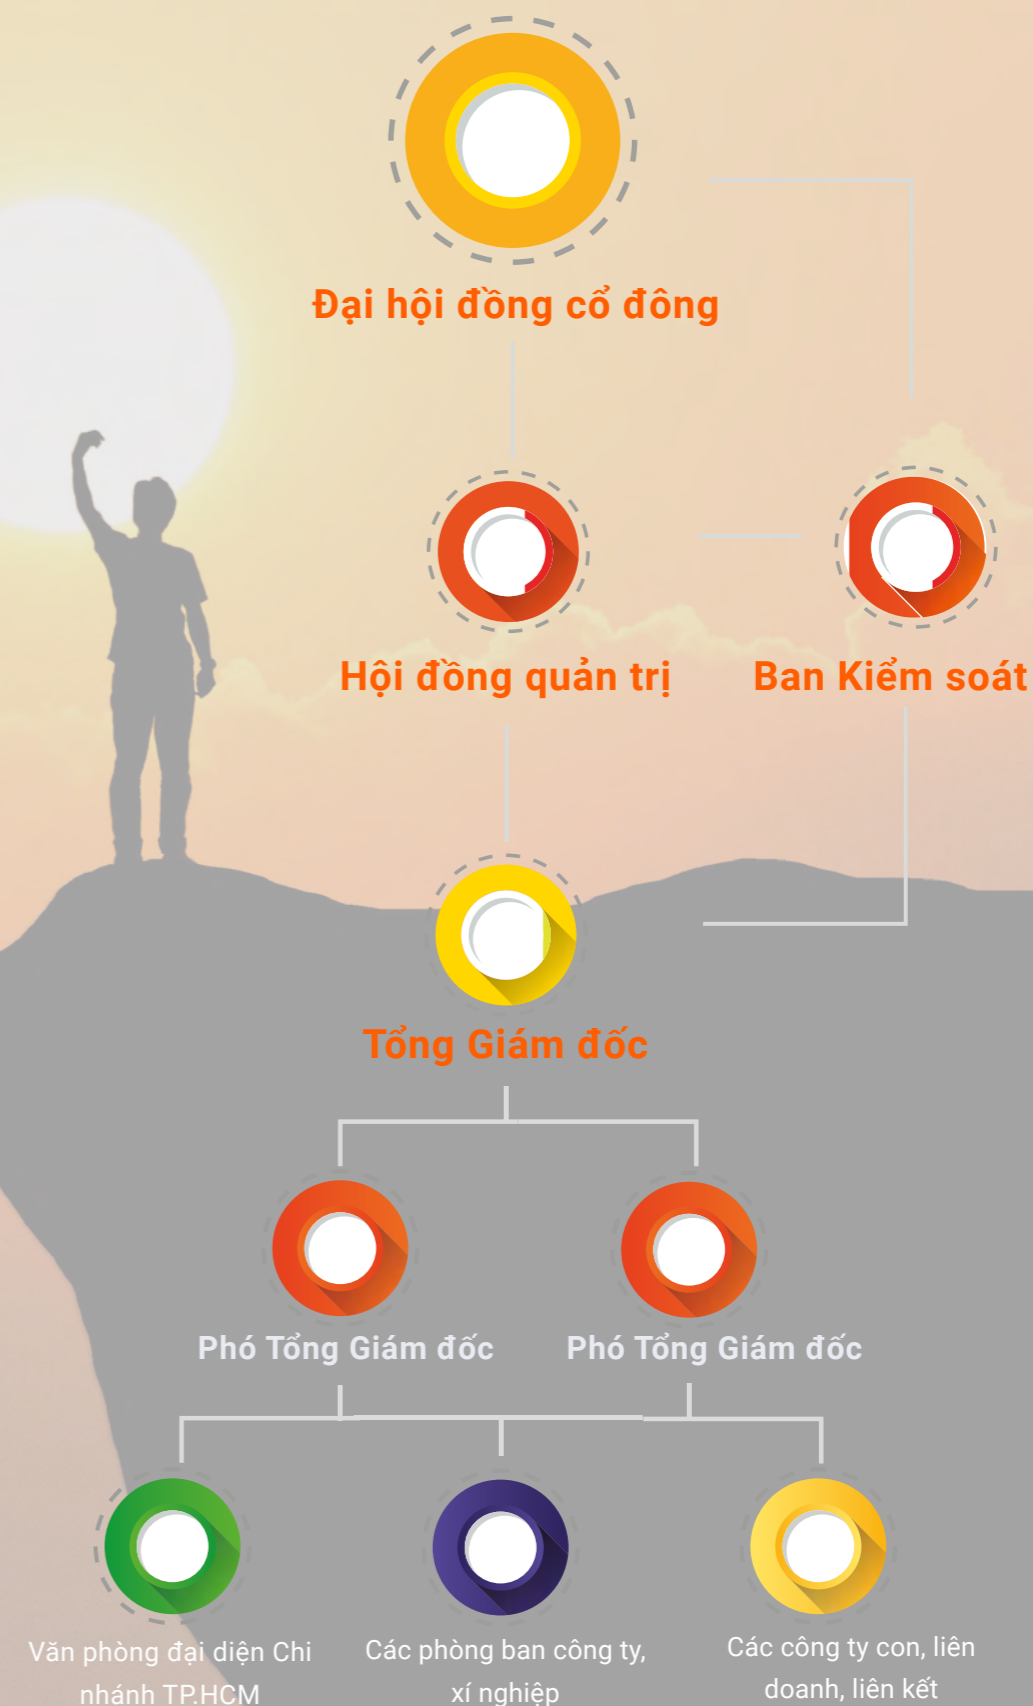 Đại hội đồng cổ đông
Hội đồng quản trị
Ban Kiểm soát
Tổng Giám đốc
Phó Tổng Giám đốc
Phó Tổng Giám đốc
Văn phòng đại diện Chi
nhánh TP.HCM
Các phòng ban công ty,
xí nghiệp
Các công ty con, liên
doanh, liên kết